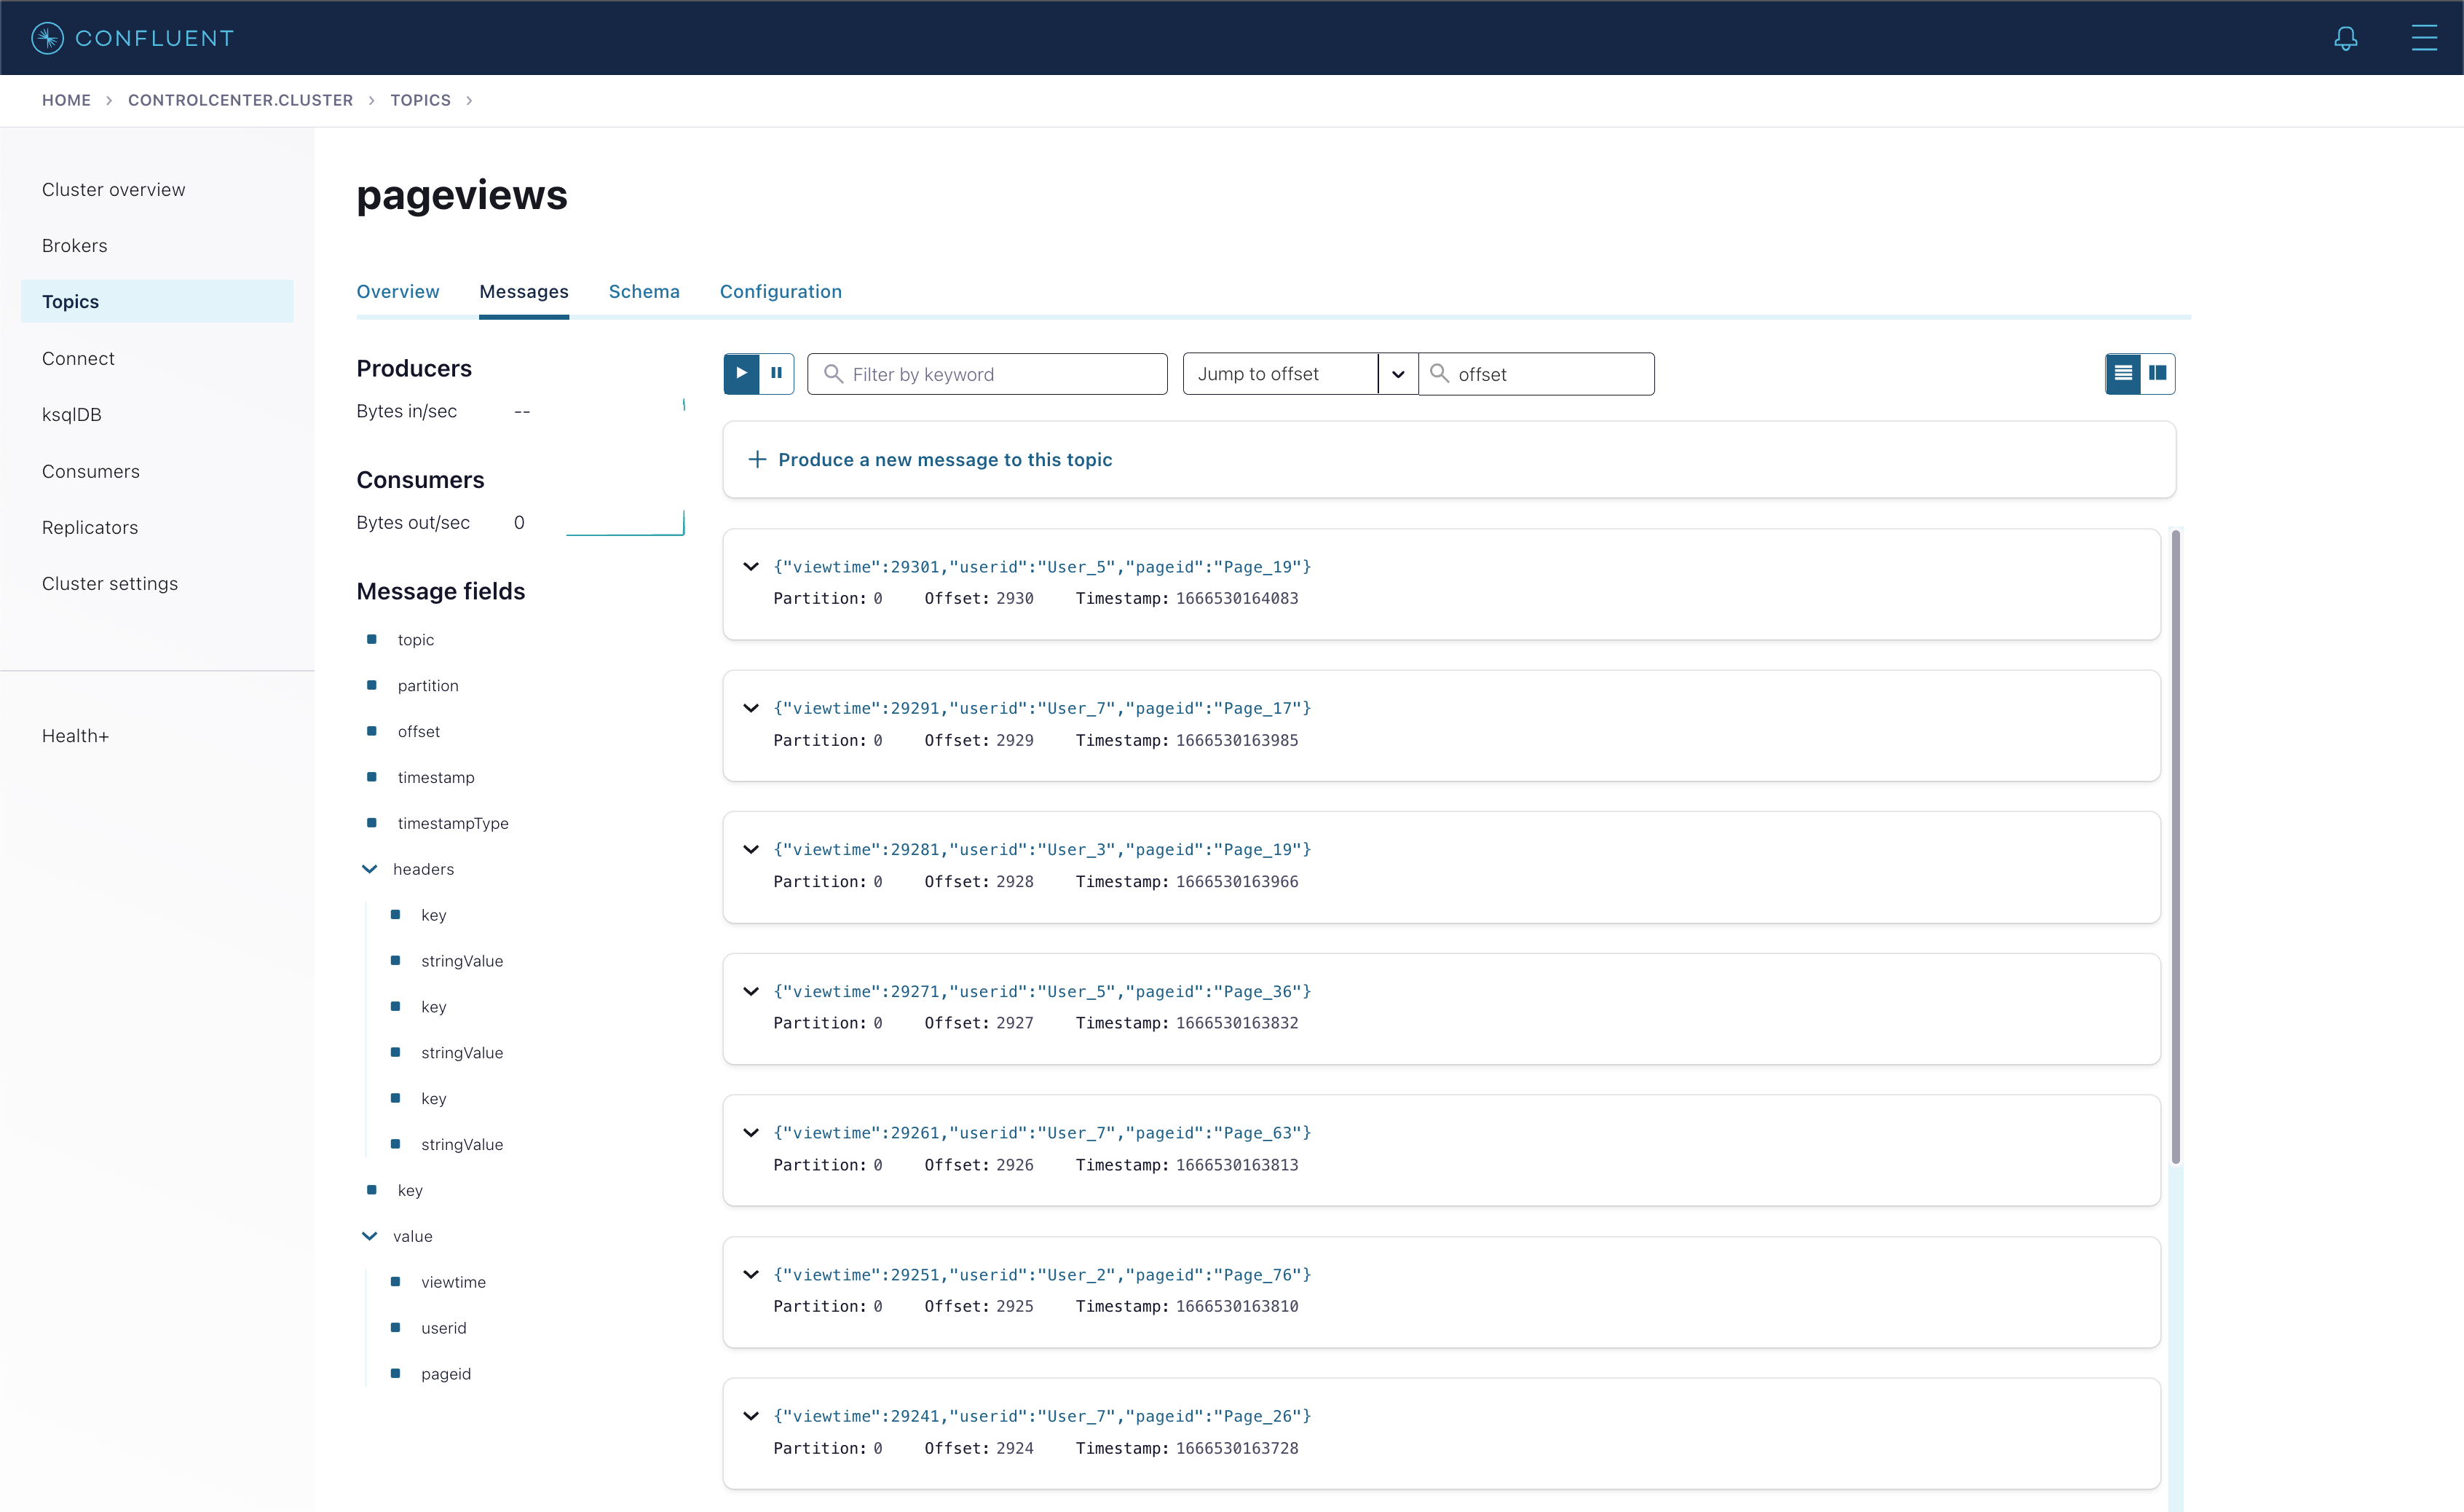 CONFLUENT
HOME > CONTROLCENTER.CLUSTER > TOPICS >
Cluster overview
Brokers
Topics
Connect
ksqlDB
Consumers
Replicators
Cluster settings
Health+
pageviews
Overview Messages Schema Configuration
Producers
Bytes in/sec --
Consumers
Bytes out/sec 0
Message fields
topic
partition
offset
timestamp
timestampType
headers
key
stringValue
key
stringValue
key
stringValue
key
value
viewtime
userid
pageid
Filter by keyword Jump to offset offset
+ Produce a new message to this topic
{"viewtime":29301,"userid":"User_5","pageid":"Page_19"}
Partition: 0 Offset: 2930 Timestamp: 1666530164083
{"viewtime":29291,"userid":"User_7","pageid":"Page_17"}
Partition: 0 Offset: 2929 Timestamp: 1666530163985
{"viewtime":29281,"userid":"User_3","pageid":"Page_19"}
Partition: 0 Offset: 2928 Timestamp: 1666530163966
{"viewtime":29271,"userid":"User_5","pageid":"Page_36"}
Partition: 0 Offset: 2927 Timestamp: 1666530163832
{"viewtime":29261,"userid":"User_7","pageid":"Page_63"}
Partition: 0 Offset: 2926 Timestamp: 1666530163813
{"viewtime":29251,"userid":"User_2","pageid":"Page_76"}
Partition: 0 Offset: 2925 Timestamp: 1666530163810
{"viewtime":29241,"userid":"User_7","pageid":"Page_26"}
Partition: 0 Offset: 2924 Timestamp: 1666530163728